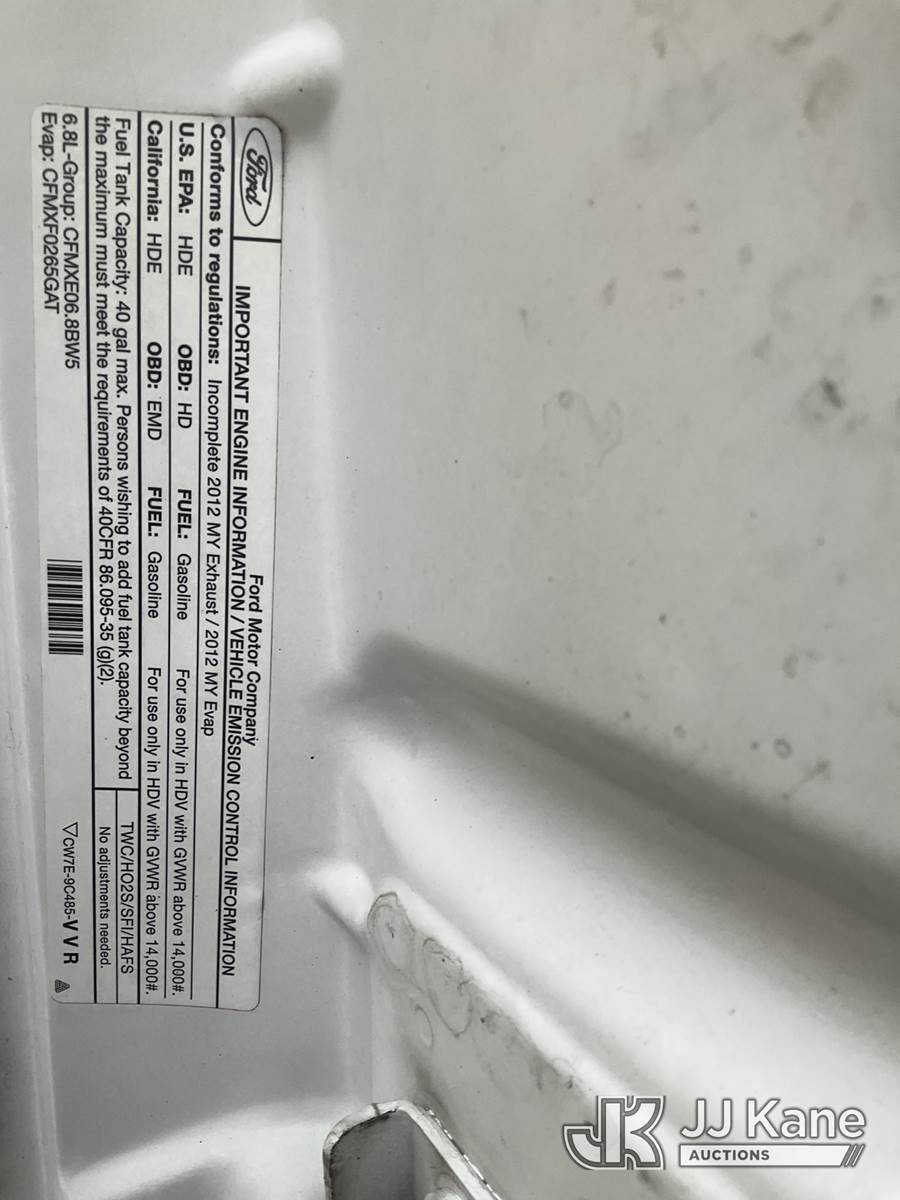 Ford
Ford Motor Company
IMPORTANT ENGINE INFORMATION / VEHICLE EMISSION CONTROL INFORMATION
Conforms to regulations: Incomplete 2012 MY Exhaust / 2012 MY Evap
U.S. EPA: HDE OBD: HD FUEL: Gasoline For use only in HDV with GVWR above 14,000#.
California: HDE OBD: EMD FUEL: Gasoline For use only in HDV with GVWR above 14,000#.
Fuel Tank Capacity: 40 gal max. Persons wishing to add fuel tank capacity beyond
the maximum must meet the requirements of 40CFR 86.095-35 (g)(2).
TWC/HO2S/SFI/HAFS
No adjustments needed.
6.8L-Group: CFMXE06.8BW5
Evap: CFMXF0265GAT
CW7E-9C485-VVR
JK JJ Kane
AUCTIONS